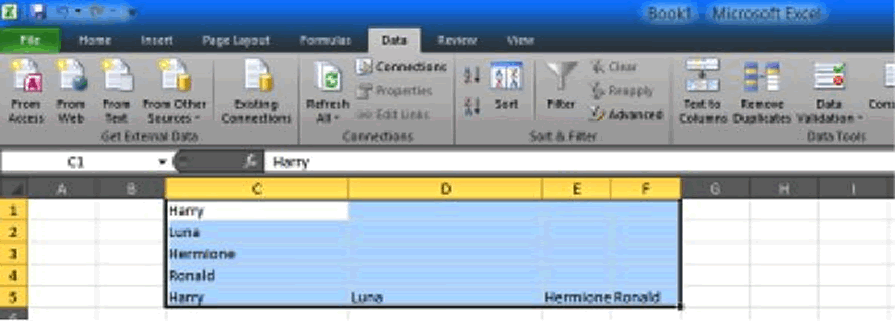 Book1 - Microsoft Excel
File Home Insert Page Layout Formulas Data Review View
From Access From Web From Text From Other Sources Existing Connections Refresh All Connections Properties Edit Links Sort Filter Clear Reapply Advanced Text to Columns Remove Duplicates Data Validation Con
Get External Data Connections Sort & Filter Data Tools
C1 fx Harry
A B C D E F G H I
1 Harry
2 Luna
3 Hermione
4 Ronald
5 Harry Luna Hermione Ronald